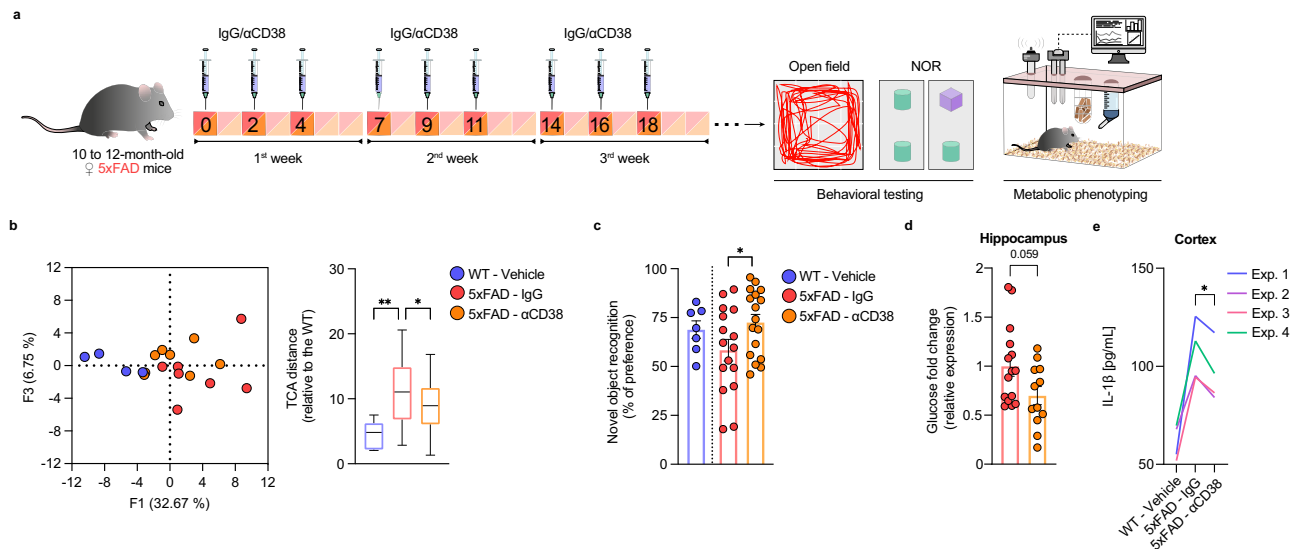 a
IgG/αCD38
IgG/αCD38
IgG/αCD38
0 2 4 7 9 11 14 16 18
1st week
2nd week
3rd week
10 to 12-month-old
♀ 5xFAD mice
Open field
NOR
Behavioral testing
Metabolic phenotyping
b
12
8
4
0
-4
-8
-12
F3 (6.75 %)
-12 -8 -4 0 4 8 12
F1 (32.67 %)
30
20
10
0
TCA distance
(relative to the WT)
**
*
WT - Vehicle
5xFAD - IgG
5xFAD - αCD38
c
100
75
50
25
0
Novel object recognition
(% of preference)
*
WT - Vehicle
5xFAD - IgG
5xFAD - αCD38
d
Hippocampus
0.059
2
1.5
1
0.5
0
Glucose fold change
(relative expression)
e
Cortex
150
100
50
IL-1β [pg/mL]
*
WT - Vehicle
5xFAD - IgG
5xFAD - αCD38
Exp. 1
Exp. 2
Exp. 3
Exp. 4